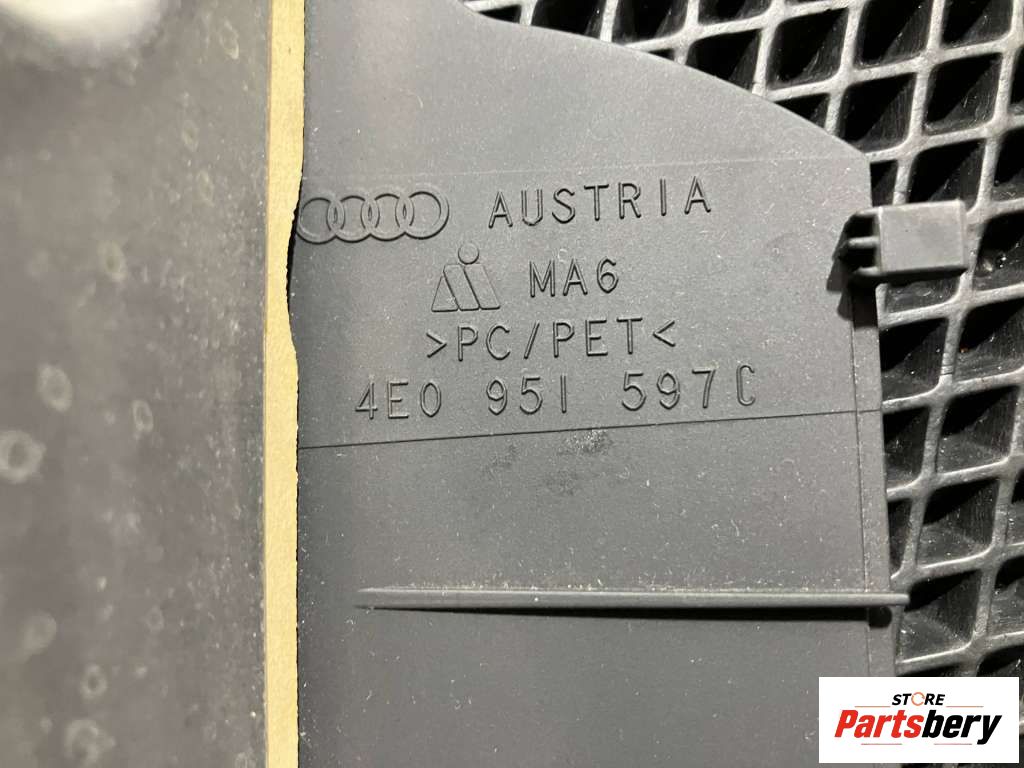 AUSTRIA
MA6
>PC/PET<
4E0 951 597C
STORE
Partsbery